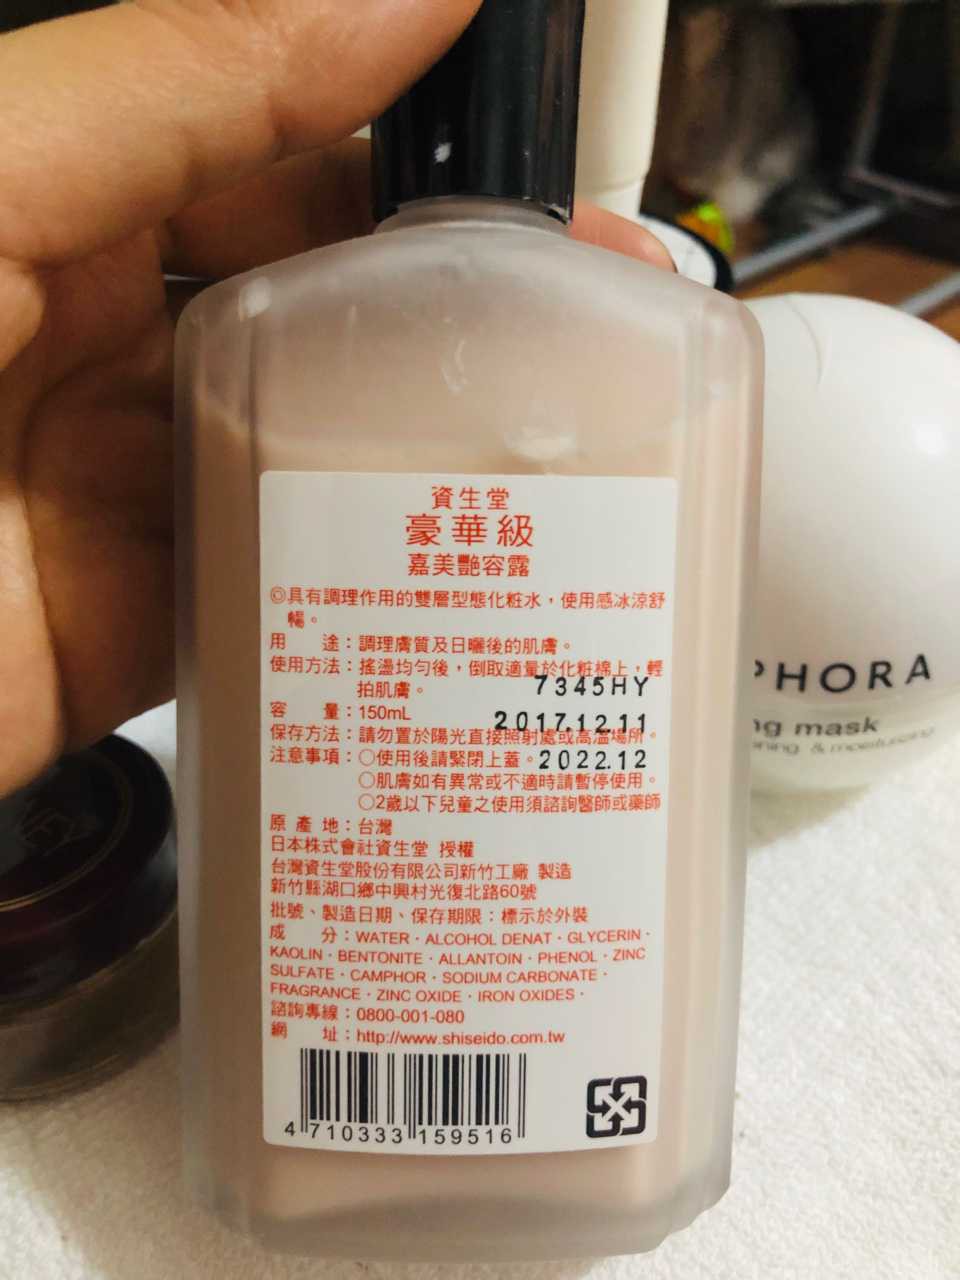 資生堂
豪華級
嘉美艷容露
◎具有調理作用的雙層型態化粧水，使用感冰涼舒
暢。
用 途：調理膚質及日曬後的肌膚。
使用方法：搖盪均勻後，倒取適量於化粧棉上，輕
拍肌膚。
7345HY
容 量：150mL
2017.12.11
保存方法：請勿置於陽光直接照射處或高溫場所。
注意事項：○使用後請緊閉上蓋。
2022.12
○肌膚如有異常或不適時請暫停使用。
○2歲以下兒童之使用須諮詢醫師或藥師
原 產 地：台灣
日本株式會社資生堂 授權
台灣資生堂股份有限公司新竹工廠 製造
新竹縣湖口鄉中興村光復北路60號
批號、製造日期、保存期限：標示於外裝
成 分：WATER · ALCOHOL DENAT · GLYCERIN ·
KAOLIN · BENTONITE · ALLANTOIN · PHENOL · ZINC
SULFATE · CAMPHOR · SODIUM CARBONATE ·
FRAGRANCE · ZINC OXIDE · IRON OXIDES ·
諮詢專線：0800-001-080
網 址：http://www.shiseido.com.tw
4 710333 159516
PHORA
ng mask
ning & moisturizing